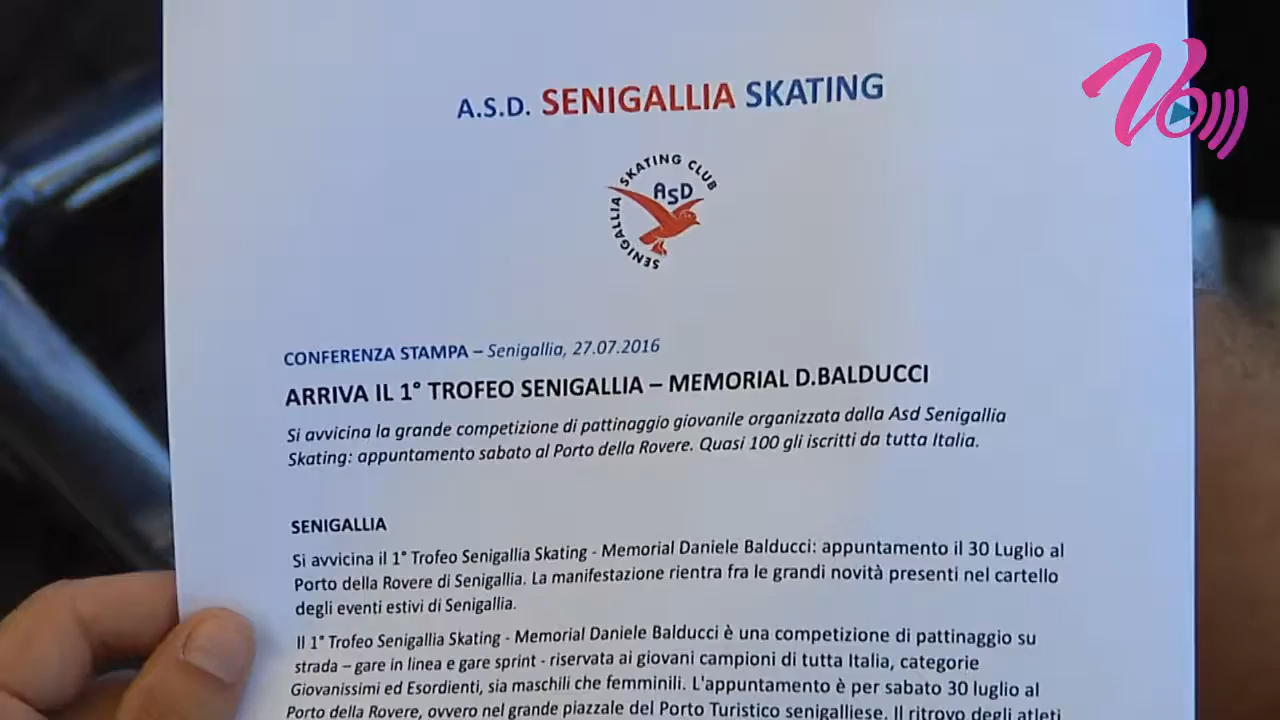 A.S.D. SENIGALLIA SKATING
SENIGALLIA SKATING CLUB
ASD
CONFERENZA STAMPA – Senigallia, 27.07.2016
ARRIVA IL 1° TROFEO SENIGALLIA – MEMORIAL D.BALDUCCI
Si avvicina la grande competizione di pattinaggio giovanile organizzata dalla Asd Senigallia
Skating: appuntamento sabato al Porto della Rovere. Quasi 100 gli iscritti da tutta Italia.
SENIGALLIA
Si avvicina il 1° Trofeo Senigallia Skating - Memorial Daniele Balducci: appuntamento il 30 Luglio al
Porto della Rovere di Senigallia. La manifestazione rientra fra le grandi novità presenti nel cartello
degli eventi estivi di Senigallia.
Il 1° Trofeo Senigallia Skating - Memorial Daniele Balducci è una competizione di pattinaggio su
strada – gare in linea e gare sprint - riservata ai giovani campioni di tutta Italia, categorie
Giovanissimi ed Esordienti, sia maschili che femminili. L'appuntamento è per sabato 30 luglio al
Porto della Rovere, ovvero nel grande piazzale del Porto Turistico senigalliese. Il ritrovo degli atleti